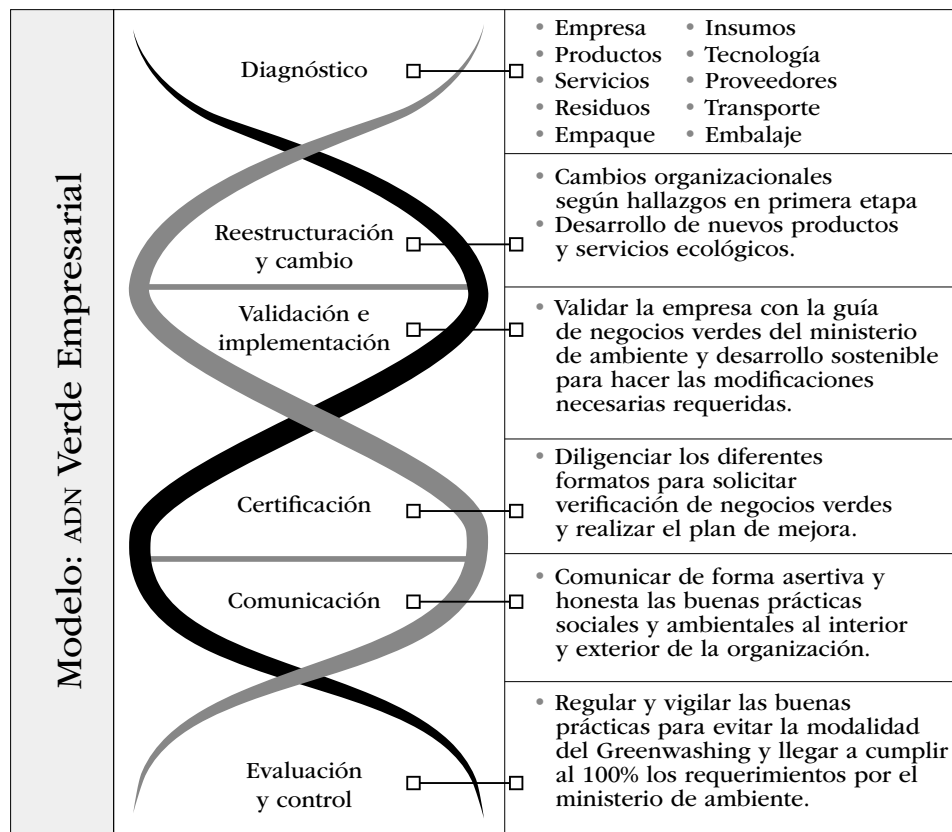 Modelo: ADN Verde Empresarial
Diagnóstico
• Empresa
• Productos
• Servicios
• Residuos
• Empaque
• Insumos
• Tecnología
• Proveedores
• Transporte
• Embalaje
Reestructuración
y cambio
• Cambios organizacionales
según hallazgos en primera etapa
• Desarrollo de nuevos productos
y servicios ecológicos.
Validación e
implementación
• Validar la empresa con la guía
de negocios verdes del ministerio
de ambiente y desarrollo sostenible
para hacer las modificaciones
necesarias requeridas.
Certificación
• Diligenciar los diferentes
formatos para solicitar
verificación de negocios verdes
y realizar el plan de mejora.
Comunicación
• Comunicar de forma asertiva y
honesta las buenas prácticas
sociales y ambientales al interior
y exterior de la organización.
Evaluación
y control
• Regular y vigilar las buenas
prácticas para evitar la modalidad
del Greenwashing y llegar a cumplir
al 100% los requerimientos por el
ministerio de ambiente.